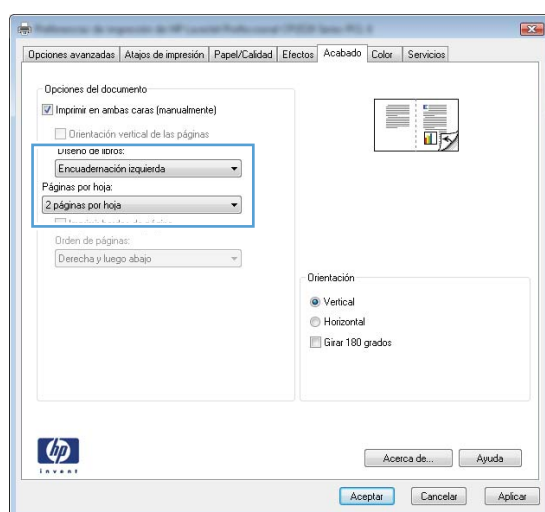 Opciones avanzadas Atajos de impresión Papel/Calidad Efectos Acabado Color Servicios
Opciones del documento
Imprimir en ambas caras (manualmente)
Orientación vertical de las páginas
Diseño de libros:
Encuadernación izquierda
Páginas por hoja:
2 páginas por hoja
Orden de páginas:
Derecha y luego abajo
Orientación
Vertical
Horizontal
Girar 180 grados
hp
invent
Acerca de... Ayuda
Aceptar Cancelar Aplicar